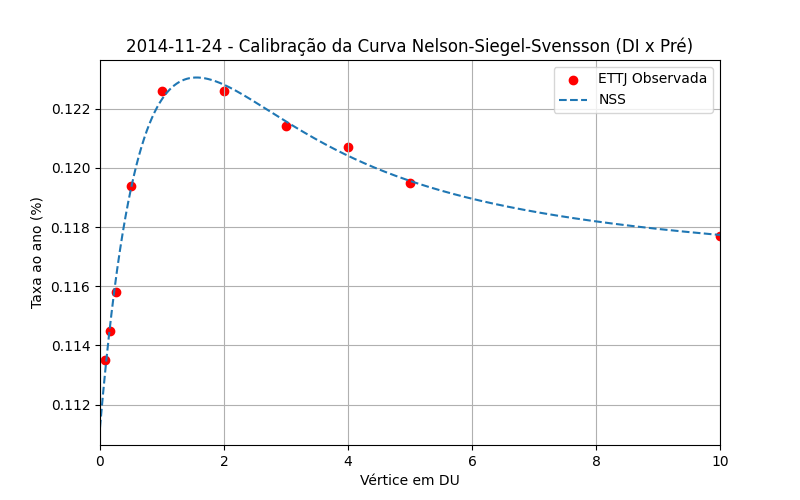 2014-11-24 - Calibração da Curva Nelson-Siegel-Svensson (DI x Pré)
ETTJ Observada
NSS
0.122
0.120
0.118
0.116
0.114
0.112
Taxa ao ano (%)
0 2 4 6 8 10
Vértice em DU